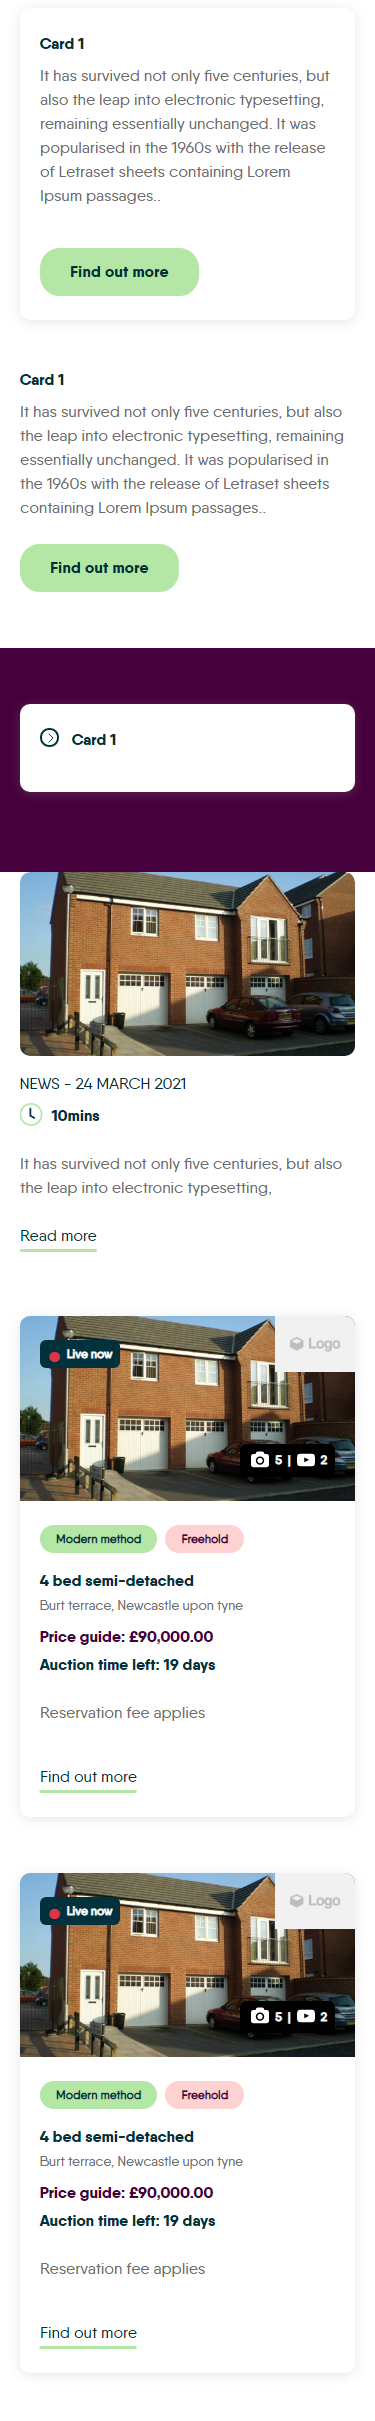 Card 1
It has survived not only five centuries, but
also the leap into electronic typesetting,
remaining essentially unchanged. It was
popularised in the 1960s with the release
of Letraset sheets containing Lorem
Ipsum passages..
Find out more
Card 1
It has survived not only five centuries, but also
the leap into electronic typesetting, remaining
essentially unchanged. It was popularised in
the 1960s with the release of Letraset sheets
containing Lorem Ipsum passages..
Find out more
Card 1
NEWS - 24 MARCH 2021
10mins
It has survived not only five centuries, but also
the leap into electronic typesetting,
Read more
Live now
Logo
5 | 2
Modern method Freehold
4 bed semi-detached
Burt terrace, Newcastle upon tyne
Price guide: £90,000.00
Auction time left: 19 days
Reservation fee applies
Find out more
Live now
Logo
5 | 2
Modern method Freehold
4 bed semi-detached
Burt terrace, Newcastle upon tyne
Price guide: £90,000.00
Auction time left: 19 days
Reservation fee applies
Find out more